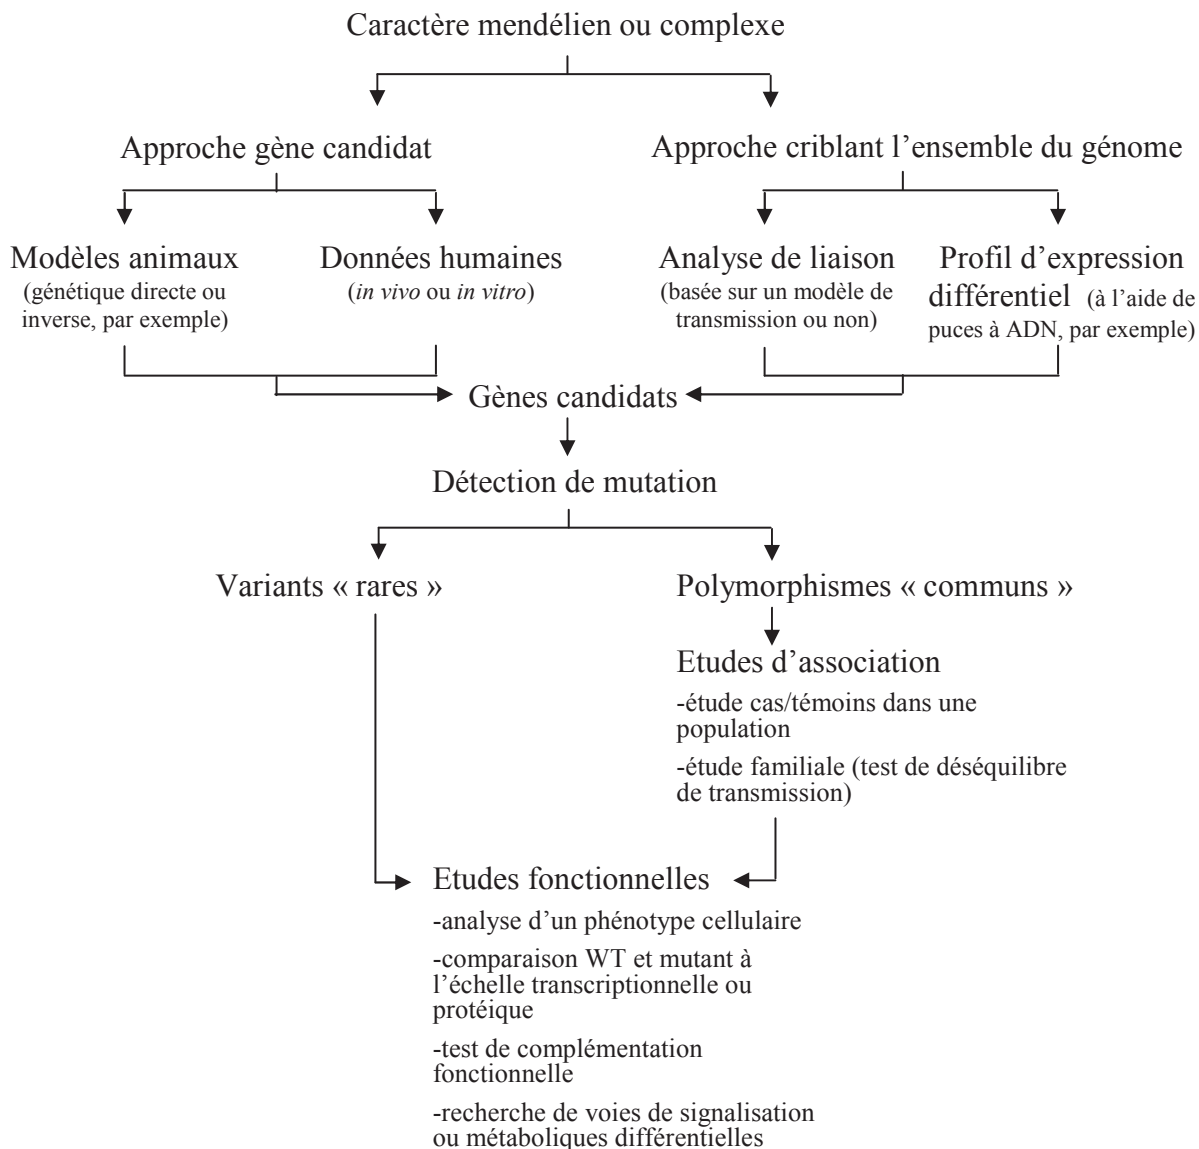 Caractère mendélien ou complexe
Approche gène candidat
Approche criblant l'ensemble du génome
Modèles animaux
(génétique directe ou
inverse, par exemple)
Données humaines
(in vivo ou in vitro)
Analyse de liaison
(basée sur un modèle de
transmission ou non)
Profil d'expression
différentiel (à l'aide de
puces à ADN, par exemple)
Gènes candidats
Détection de mutation
Variants « rares »
Polymorphismes « communs »
Etudes d'association
-étude cas/témoins dans une
population
-étude familiale (test de déséquilibre
de transmission)
Etudes fonctionnelles
-analyse d'un phénotype cellulaire
-comparaison WT et mutant à
l'échelle transcriptionnelle ou
protéique
-test de complémentation
fonctionnelle
-recherche de voies de signalisation
ou métaboliques différentielles